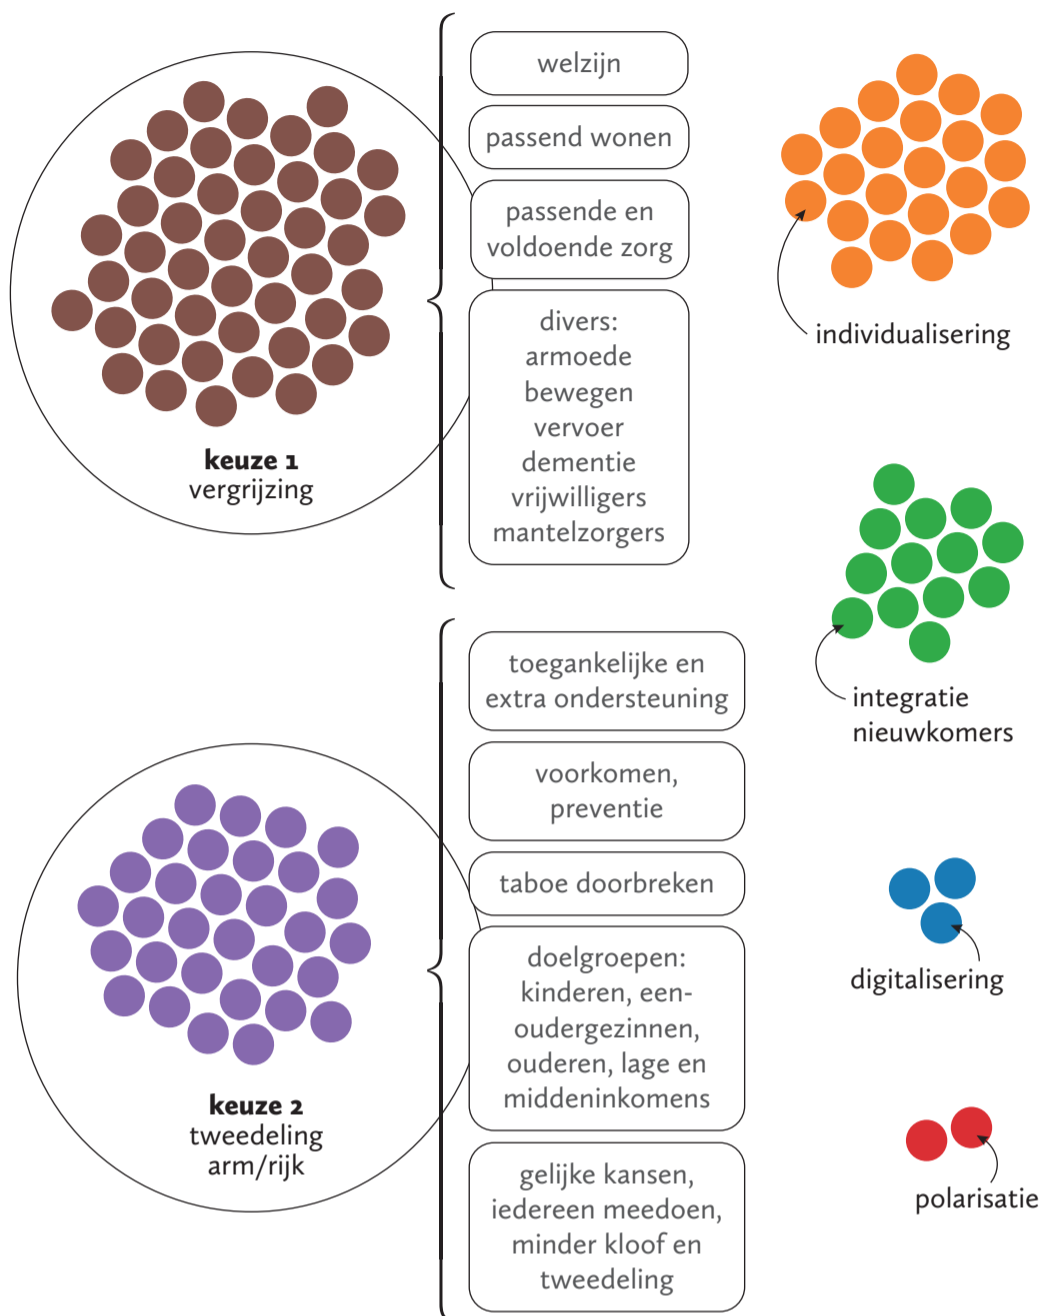 welzijn
passend wonen
passende en
voldoende zorg
divers:
armoede
bewegen
vervoer
dementie
vrijwilligers
mantelzorgers
keuze 1
vergrijzing
individualisering
integratie
nieuwkomers
toegankelijke en
extra ondersteuning
voorkomen,
preventie
taboe doorbreken
doelgroepen:
kinderen, een-
oudergezinnen,
ouderen, lage en
middeninkomens
gelijke kansen,
iedereen meedoen,
minder kloof en
tweedeling
keuze 2
tweedeling
arm/rijk
digitalisering
polarisatie